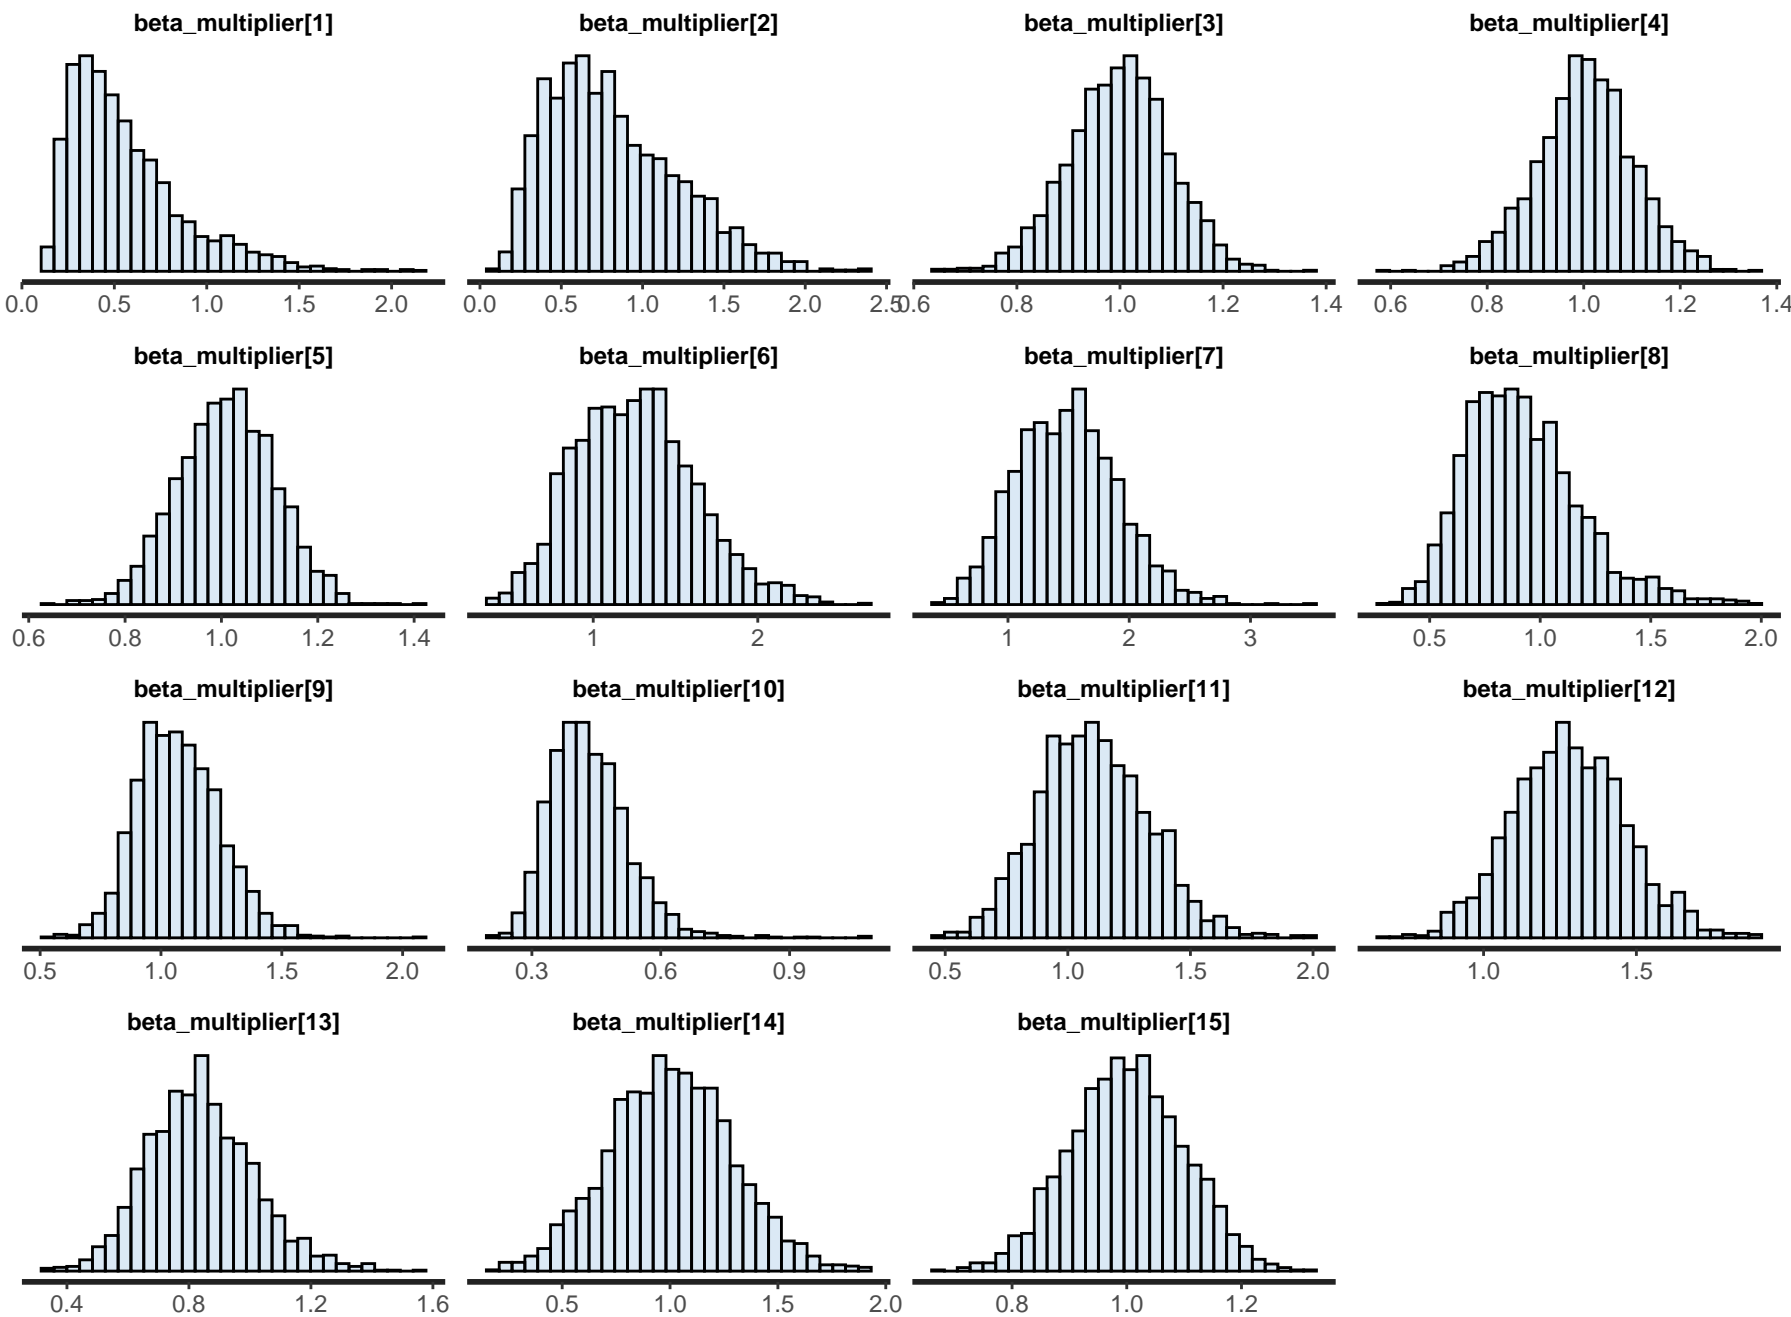 beta_multiplier[1] beta_multiplier[2] beta_multiplier[3] beta_multiplier[4]
0.0 0.5 1.0 1.5 2.0 0.0 0.5 1.0 1.5 2.0 2.5 0.6 0.8 1.0 1.2 1.4 0.6 0.8 1.0 1.2 1.4
beta_multiplier[5] beta_multiplier[6] beta_multiplier[7] beta_multiplier[8]
0.6 0.8 1.0 1.2 1.4 1 2 1 2 3 0.5 1.0 1.5 2.0
beta_multiplier[9] beta_multiplier[10] beta_multiplier[11] beta_multiplier[12]
0.5 1.0 1.5 2.0 0.3 0.6 0.9 0.5 1.0 1.5 2.0 1.0 1.5
beta_multiplier[13] beta_multiplier[14] beta_multiplier[15]
0.4 0.8 1.2 1.6 0.5 1.0 1.5 2.0 0.8 1.0 1.2